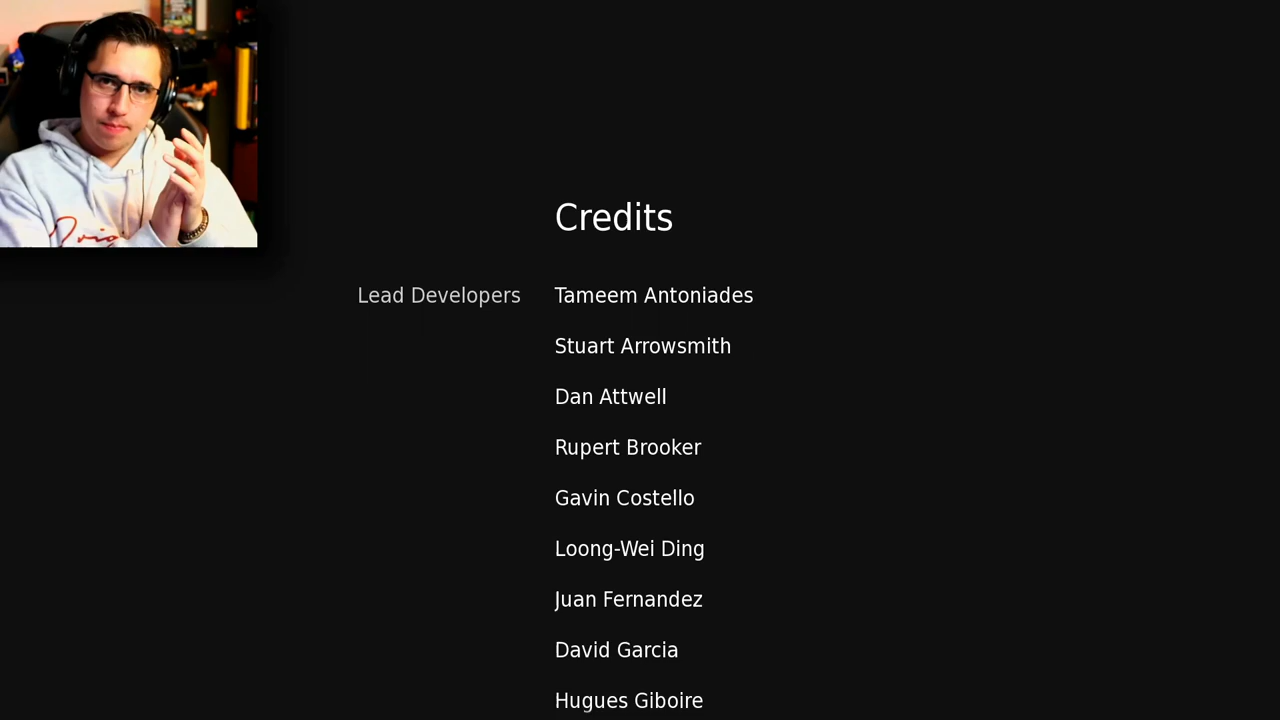 Credits
Lead Developers Tameem Antoniades
Stuart Arrowsmith
Dan Attwell
Rupert Brooker
Gavin Costello
Loong-Wei Ding
Juan Fernandez
David Garcia
Hugues Giboire